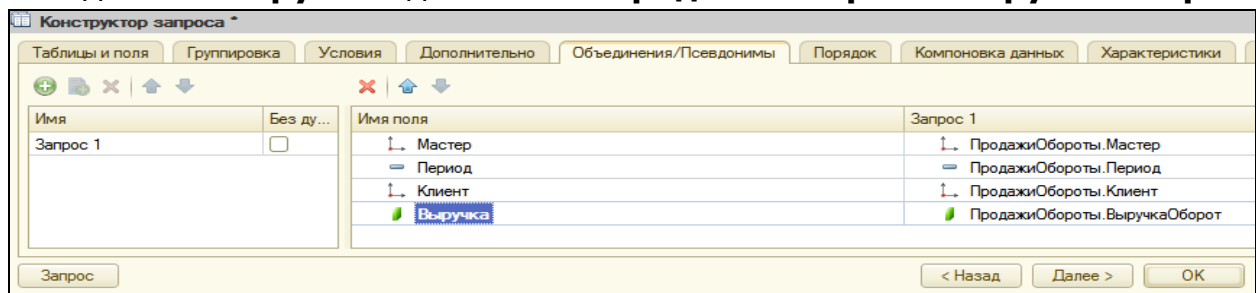 Конструктор запроса *
Таблицы и поля Группировка Условия Дополнительно Объединения/Псевдонимы Порядок Компоновка данных Характеристики
Имя Без ду... Имя поля Запрос 1
Запрос 1 Мастер ПродажиОбороты.Мастер
Период ПродажиОбороты.Период
Клиент ПродажиОбороты.Клиент
Выручка ПродажиОбороты.ВыручкаОборот
Запрос < Назад Далее > ОК